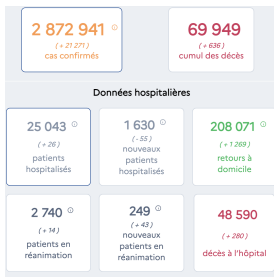 2 872 941
69 949
( + 21 271 )
( + 636 )
cas confirmés
cumul des décès
Données hospitalières
25 043
1 630
208 071
( + 26 )
( - 55 )
( + 1 269 )
patients
hospitalisés
nouveaux
patients
hospitalisés
retours à
domicile
2 740
249
48 590
( + 14 )
( + 43 )
( + 280 )
patients en
réanimation
nouveaux
patients en
réanimation
décès à l'hôpital